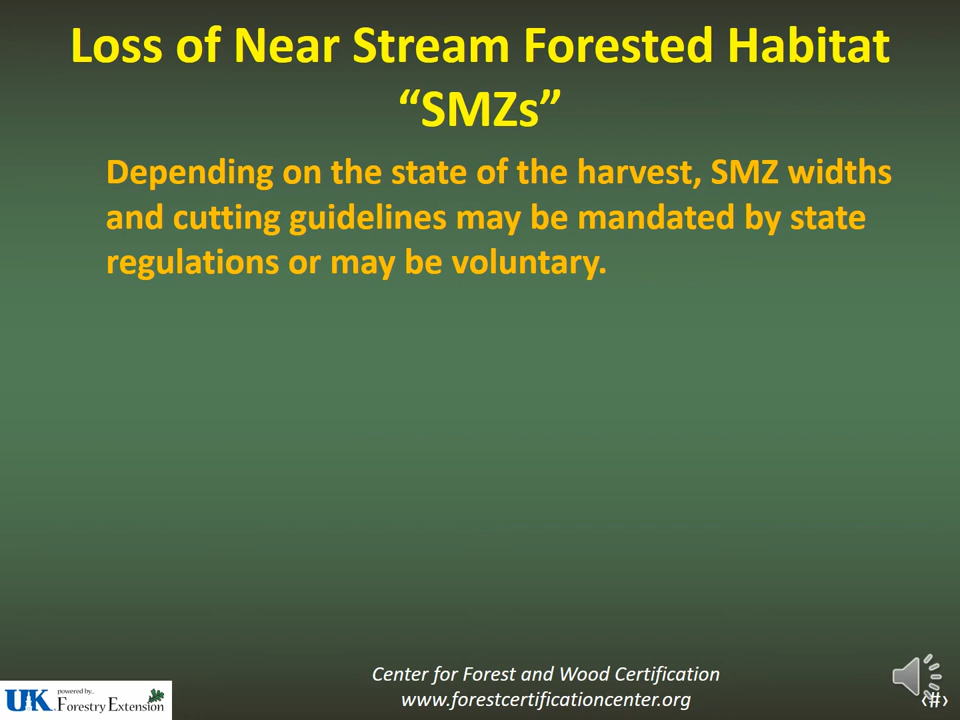 Loss of Near Stream Forested Habitat
“SMZs”
Depending on the state of the harvest, SMZ widths
and cutting guidelines may be mandated by state
regulations or may be voluntary.
Center for Forest and Wood Certification
www.forestcertificationcenter.org
UK
powered by..
Forestry Extension
‹#›